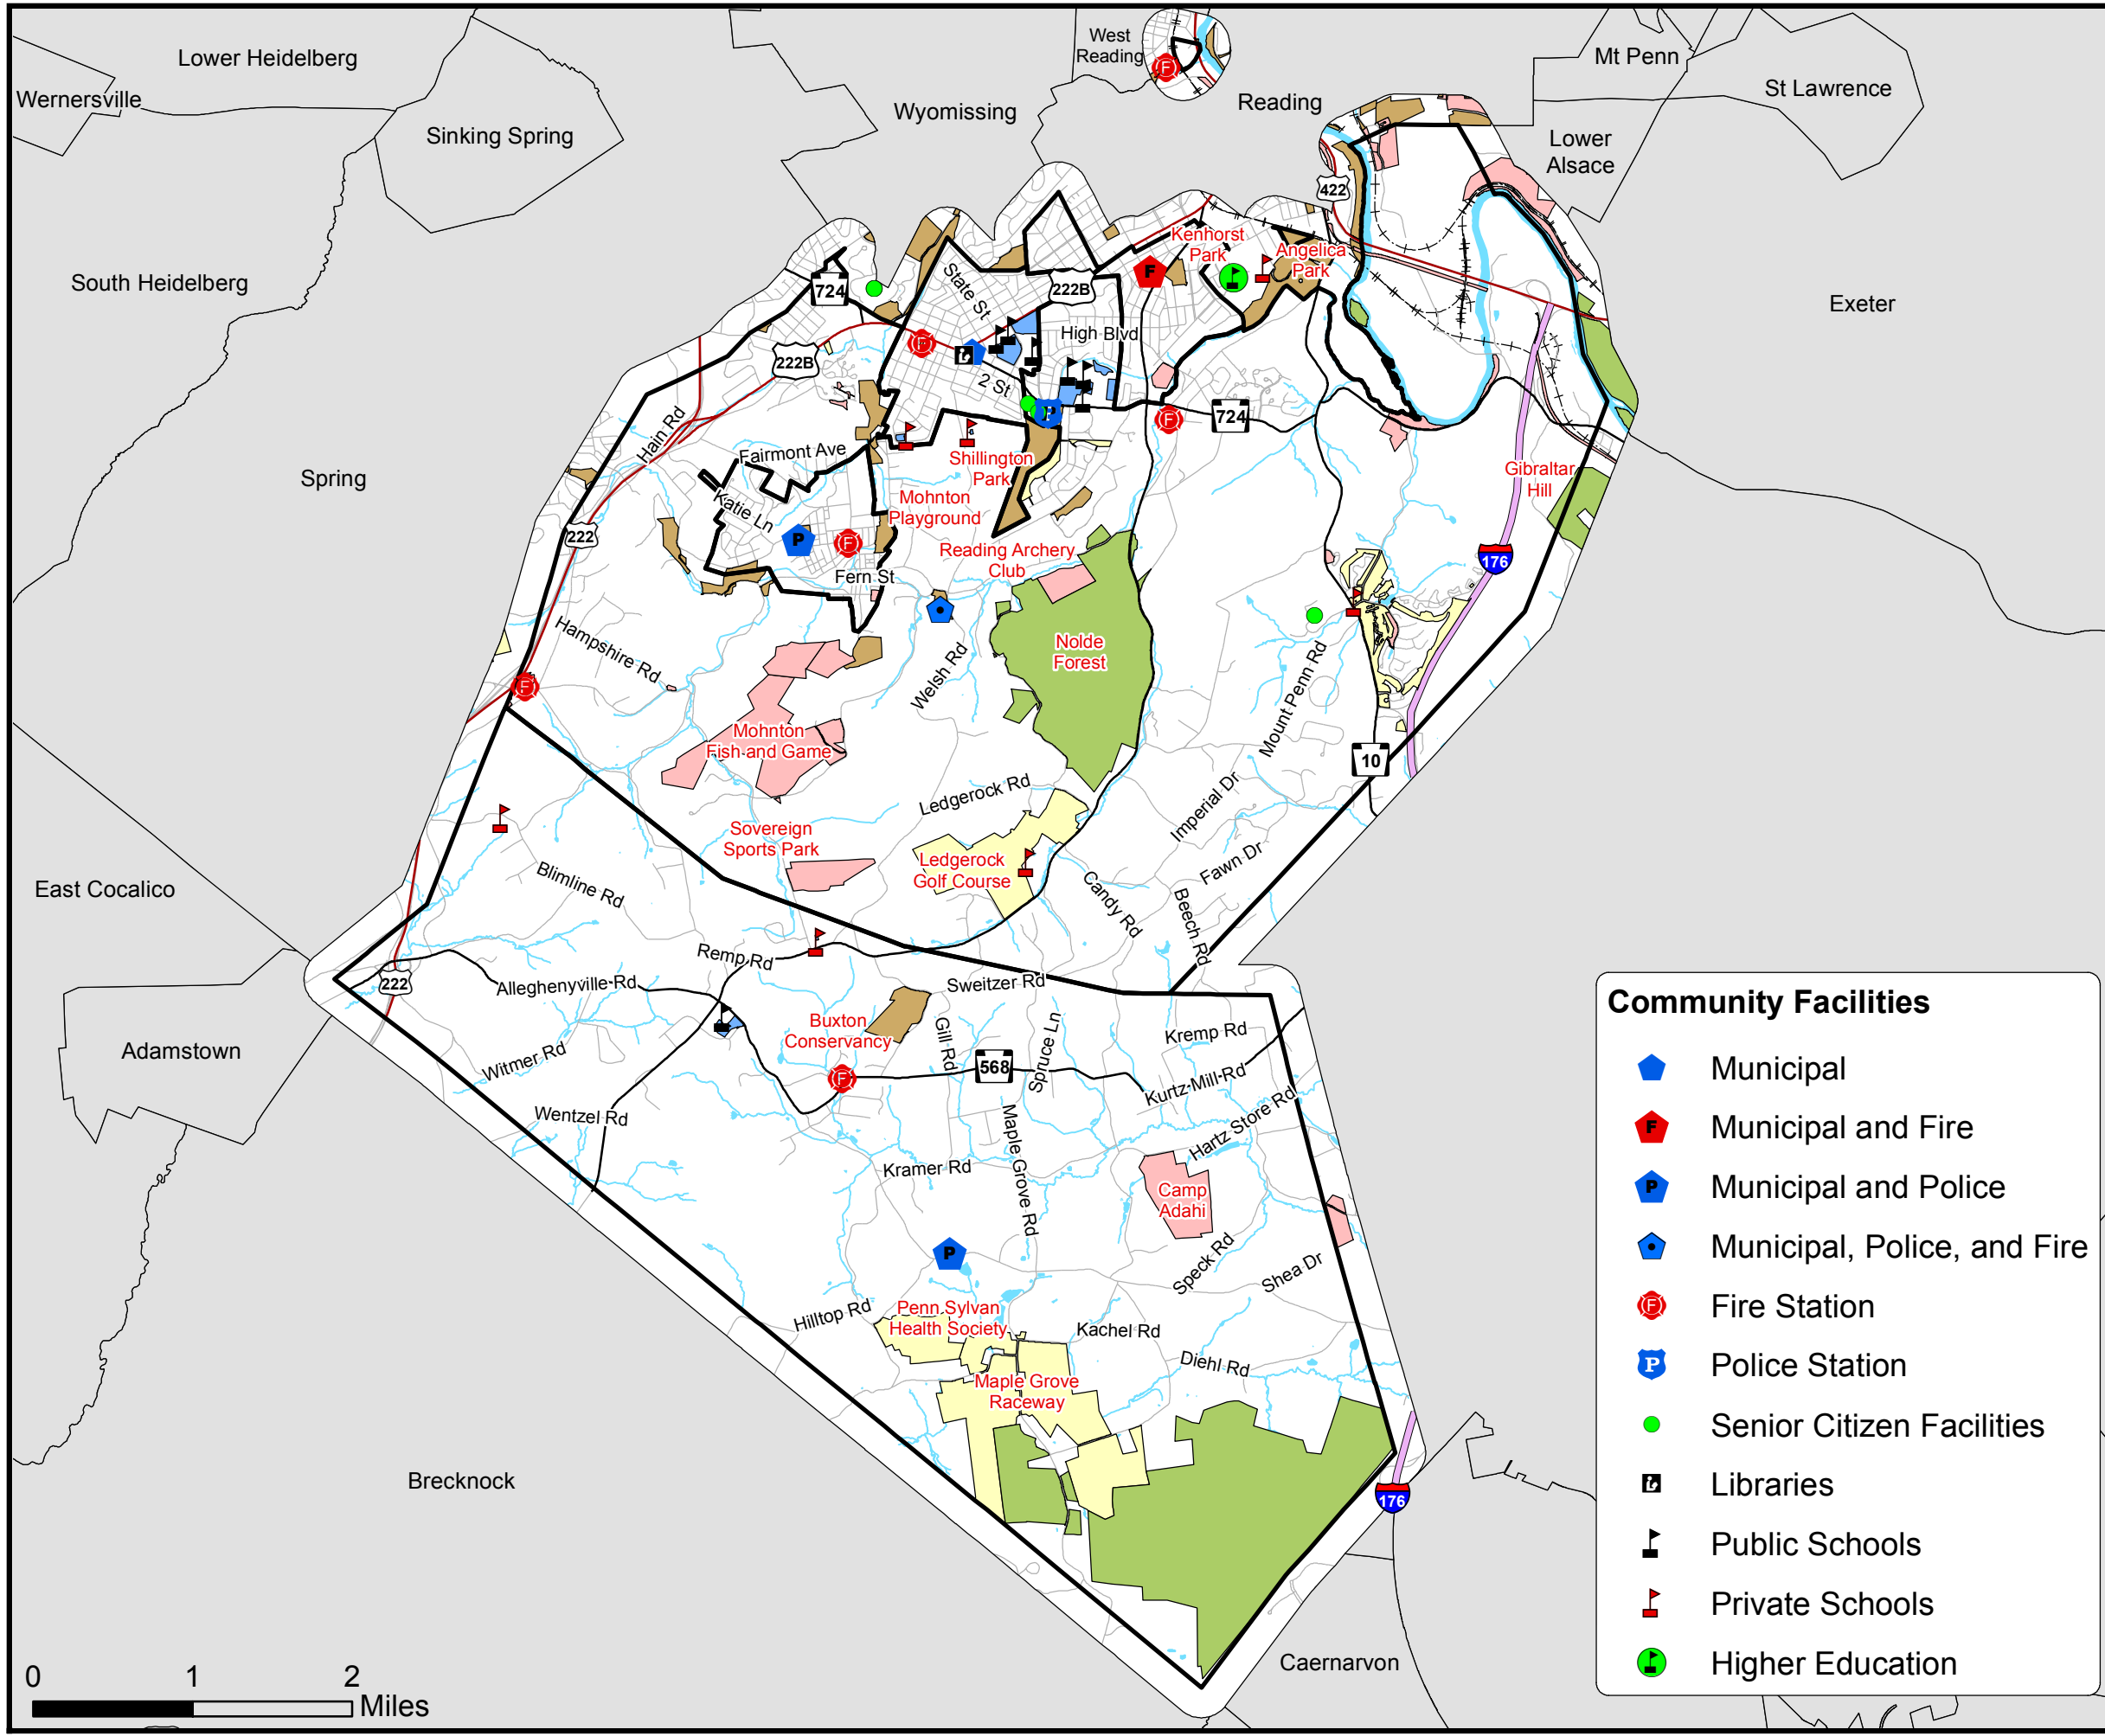 Lower Heidelberg
Wernersville
Sinking Spring
Wyomissing
West
Reading
Reading
Mt Penn
St Lawrence
Lower
Alsace
South Heidelberg
Exeter
Spring
East Cocalico
Adamstown
Brecknock
Caernarvon
422
Kenhorst
Park
Angelica
Park
724
State St
222B
High Blvd
222B
2 St
724
Hain Rd
Fairmont Ave
Shillington
Park
Gibraltar
Hill
Katie Ln
Mohnton
Playground
222
Reading Archery
Club
176
Fern St
Hampshire Rd
Welsh Rd
Nolde
Forest
Mount Penn Rd
Mohnton
Fish and Game
10
Ledgerock Rd
Imperial Dr
Sovereign
Sports Park
Ledgerock
Golf Course
Fawn Dr
Blimline Rd
Candy Rd
Beech Rd
Remp Rd
222
Alleghenyville Rd
Sweitzer Rd
Buxton
Conservancy
Gill Rd
Spruce Ln
Kremp Rd
Witmer Rd
568
Kurtz Mill Rd
Wentzel Rd
Maple Grove Rd
Hartz Store Rd
Kramer Rd
Camp
Adahi
Speck Rd
Shea Dr
Hilltop Rd
Penn Sylvan
Health Society
Kachel Rd
Diehl Rd
Maple Grove
Raceway
176
F
F
F
F
F
F
F
P
P
P
Community Facilities
Municipal
F Municipal and Fire
P Municipal and Police
Municipal, Police, and Fire
F Fire Station
P Police Station
Senior Citizen Facilities
Libraries
Public Schools
Private Schools
Higher Education
0 1 2
Miles